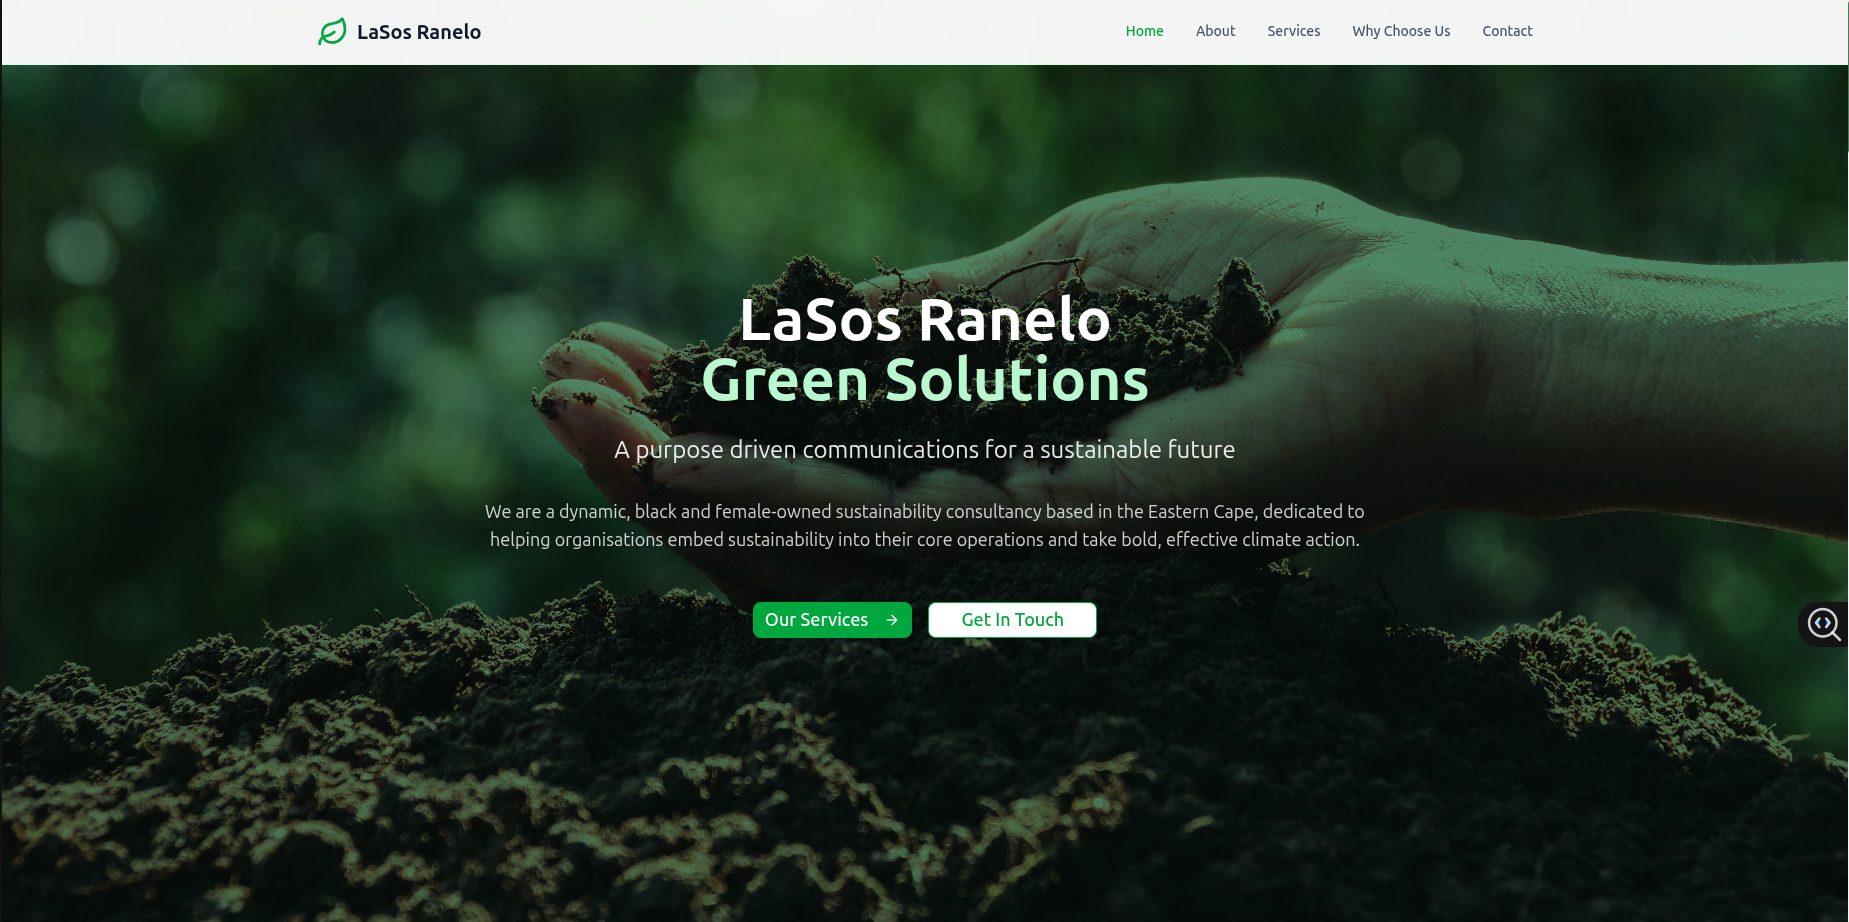 LaSos Ranelo
Home About Services Why Choose Us Contact
LaSos Ranelo
Green Solutions
A purpose driven communications for a sustainable future
We are a dynamic, black and female-owned sustainability consultancy based in the Eastern Cape, dedicated to
helping organisations embed sustainability into their core operations and take bold, effective climate action.
Our Services
Get In Touch